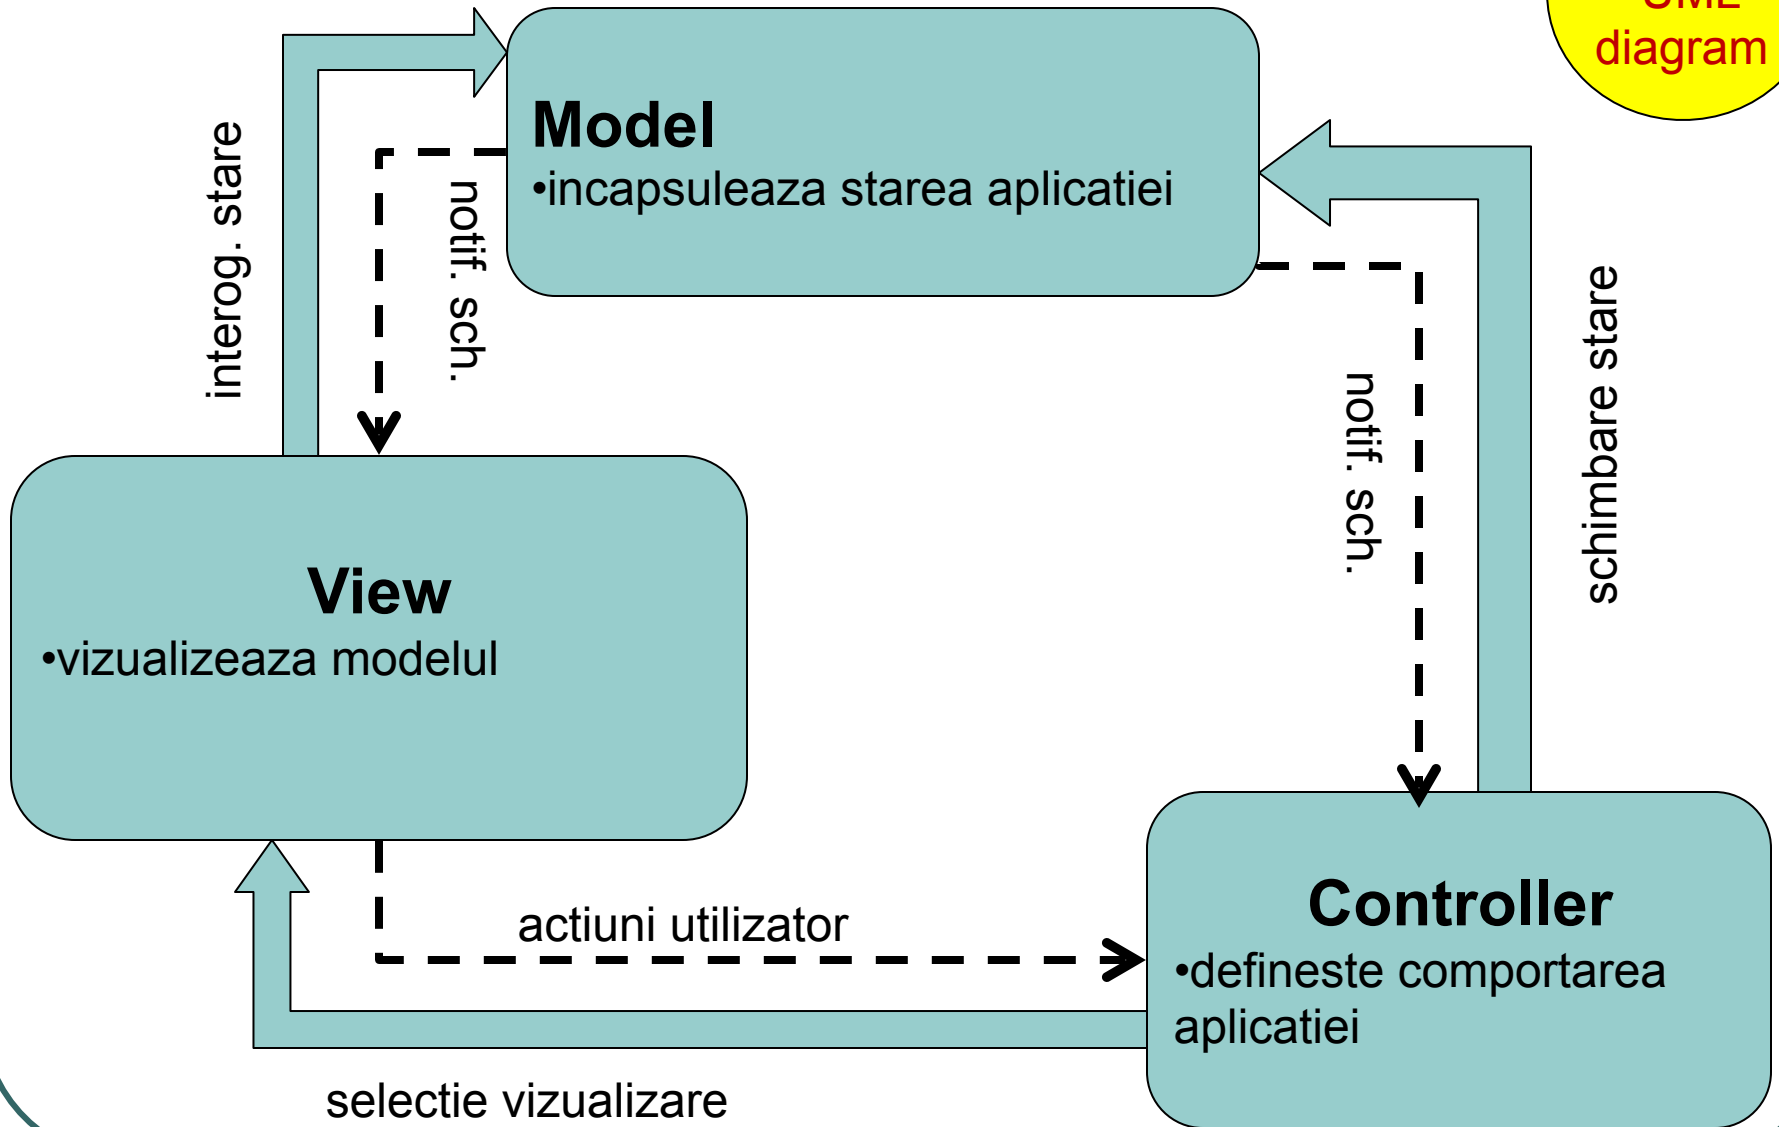 UML
diagram
Model
•incapsuleaza starea aplicatiei
interog. stare
notif. sch.
notif. sch.
schimbare stare
View
•vizualizeaza modelul
actiuni utilizator
Controller
•defineste comportarea
aplicatiei
selectie vizualizare